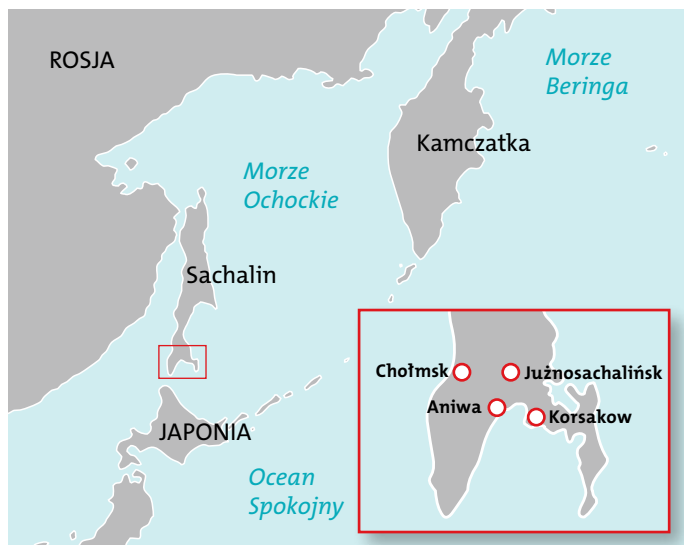 ROSJA
Morze
Beringa
Kamczatka
Morze
Ochockie
Sachalin
JAPONIA
Ocean
Spokojny
Chołmsk
Jużnosachalińsk
Aniwa
Korsakow